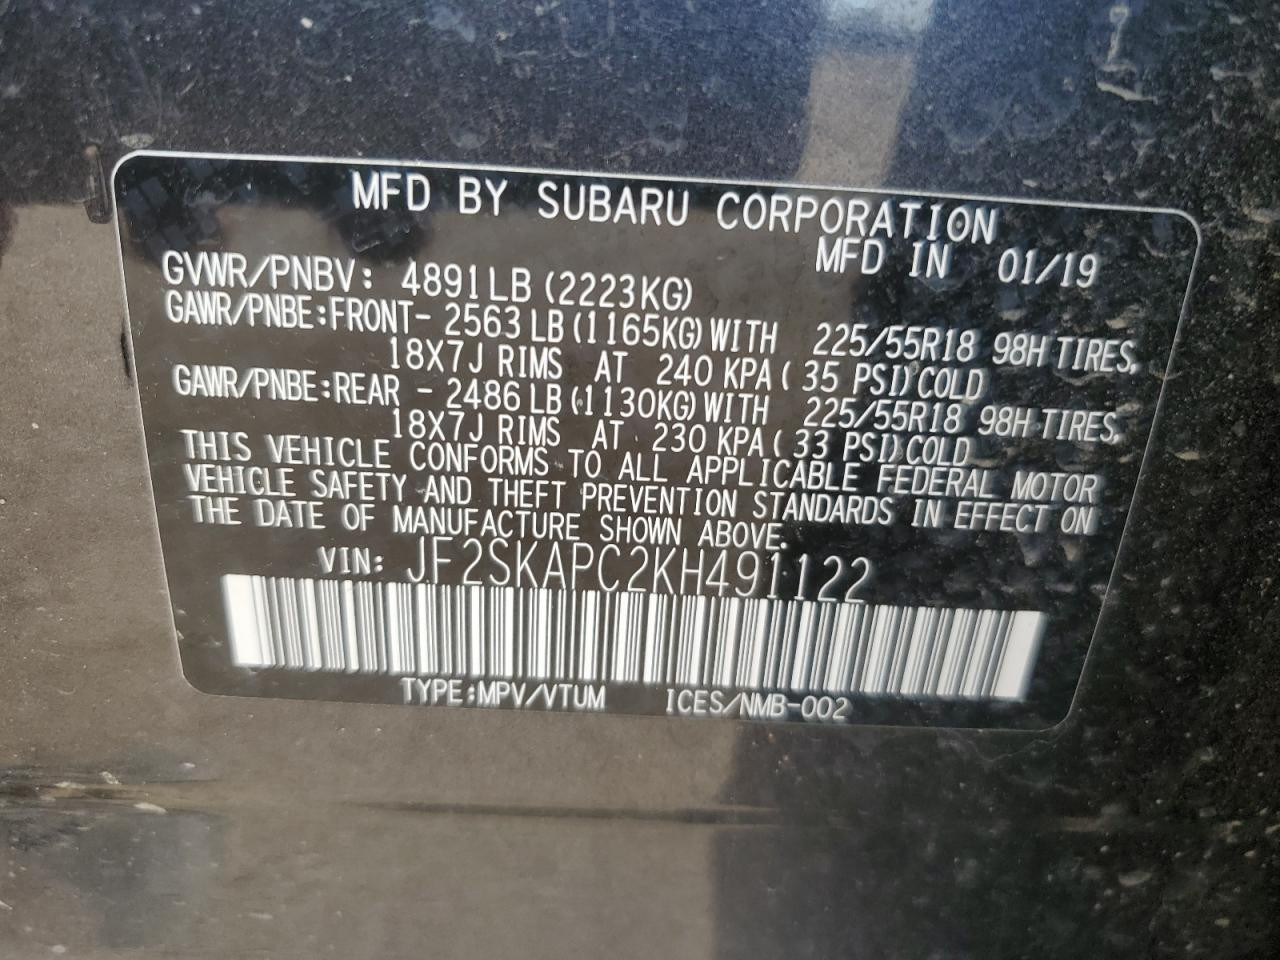 MFD BY SUBARU CORPORATION
MFD IN 01/19
GVWR/PNBV: 4891LB (2223KG)
GAWR/PNBE:FRONT- 2563 LB (1165KG) WITH 225/55R18 98H TIRES,
18X7J RIMS AT 240 KPA ( 35 PSI) COLD
GAWR/PNBE:REAR - 2486 LB (1130KG) WITH 225/55R18 98H TIRES,
18X7J RIMS AT 230 KPA ( 33 PSI) COLD
THIS VEHICLE CONFORMS TO ALL APPLICABLE FEDERAL MOTOR
VEHICLE SAFETY AND THEFT PREVENTION STANDARDS IN EFFECT ON
THE DATE OF MANUFACTURE SHOWN ABOVE.
VIN: JF2SKAPC2KH491122
TYPE:MPV/VTUM ICES/NMB-002